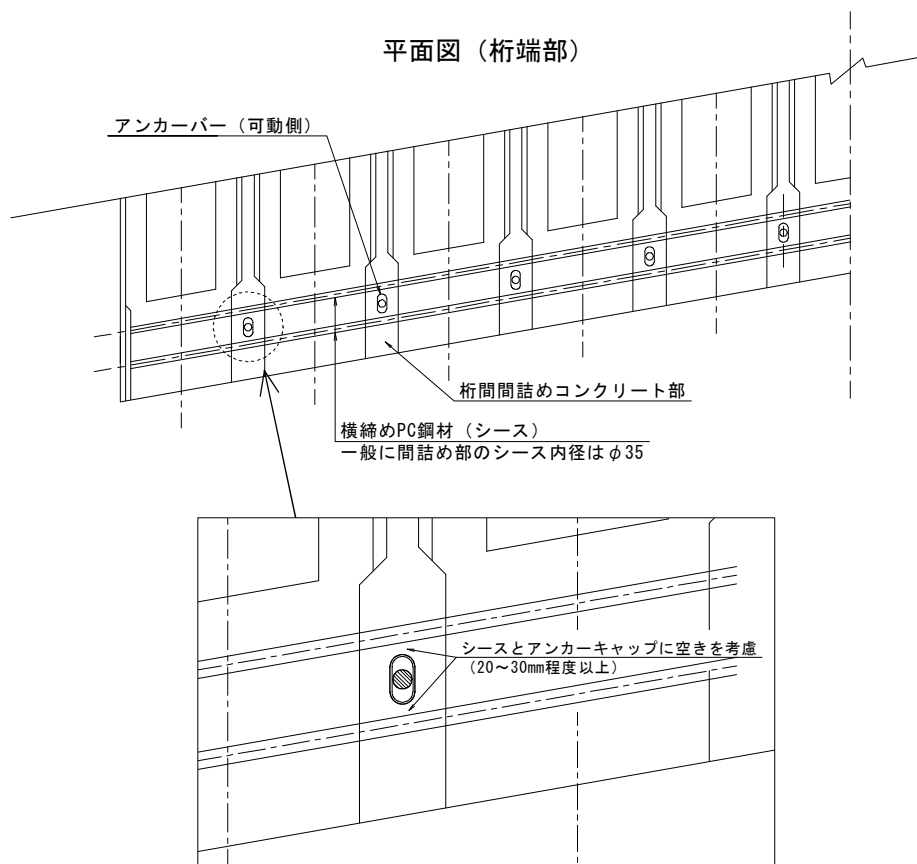 平面図（桁端部）
アンカーバー（可動側）
桁間間詰めコンクリート部
横締めPC鋼材（シース）
一般に間詰め部のシース内径はφ35
シースとアンカーキャップに空きを考慮
（20～30mm程度以上）